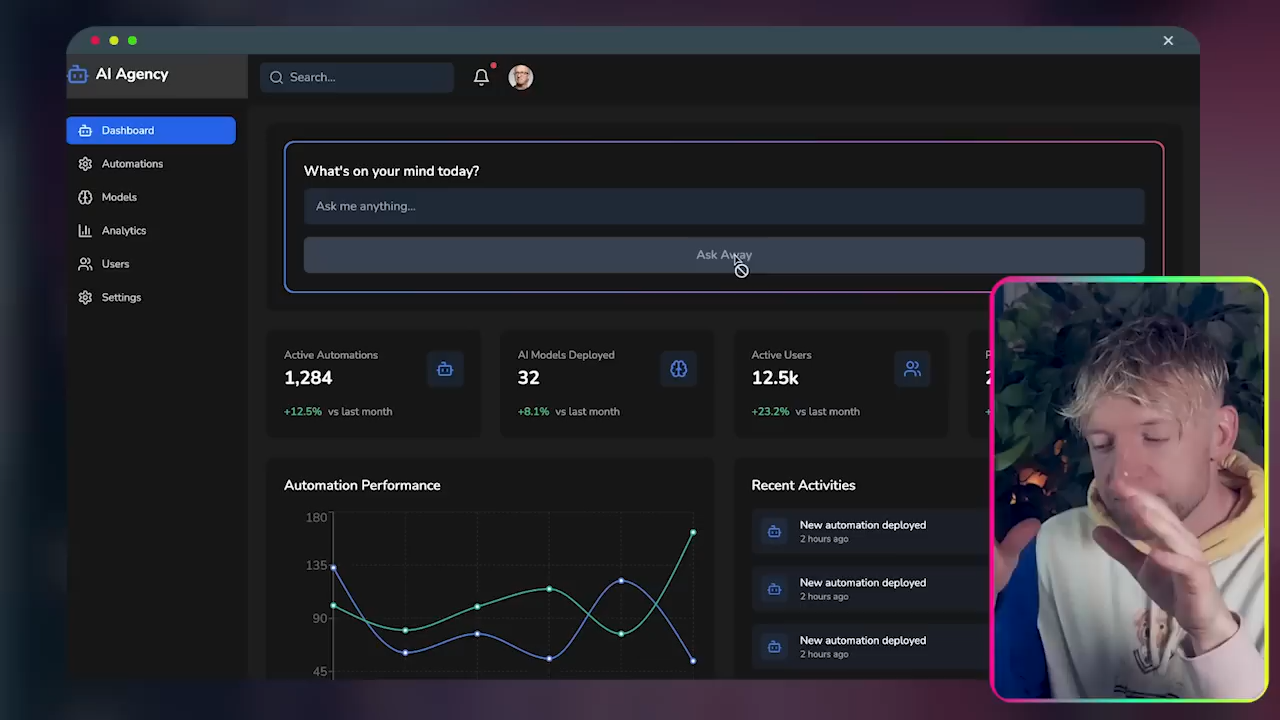 AI Agency
Search...
Dashboard
Automations
Models
Analytics
Users
Settings
What's on your mind today?
Ask me anything...
Ask Away
Active Automations
1,284
+12.5% vs last month
AI Models Deployed
32
+8.1% vs last month
Active Users
12.5k
+23.2% vs last month
Automation Performance
180
135
90
45
Recent Activities
New automation deployed
2 hours ago
New automation deployed
2 hours ago
New automation deployed
2 hours ago